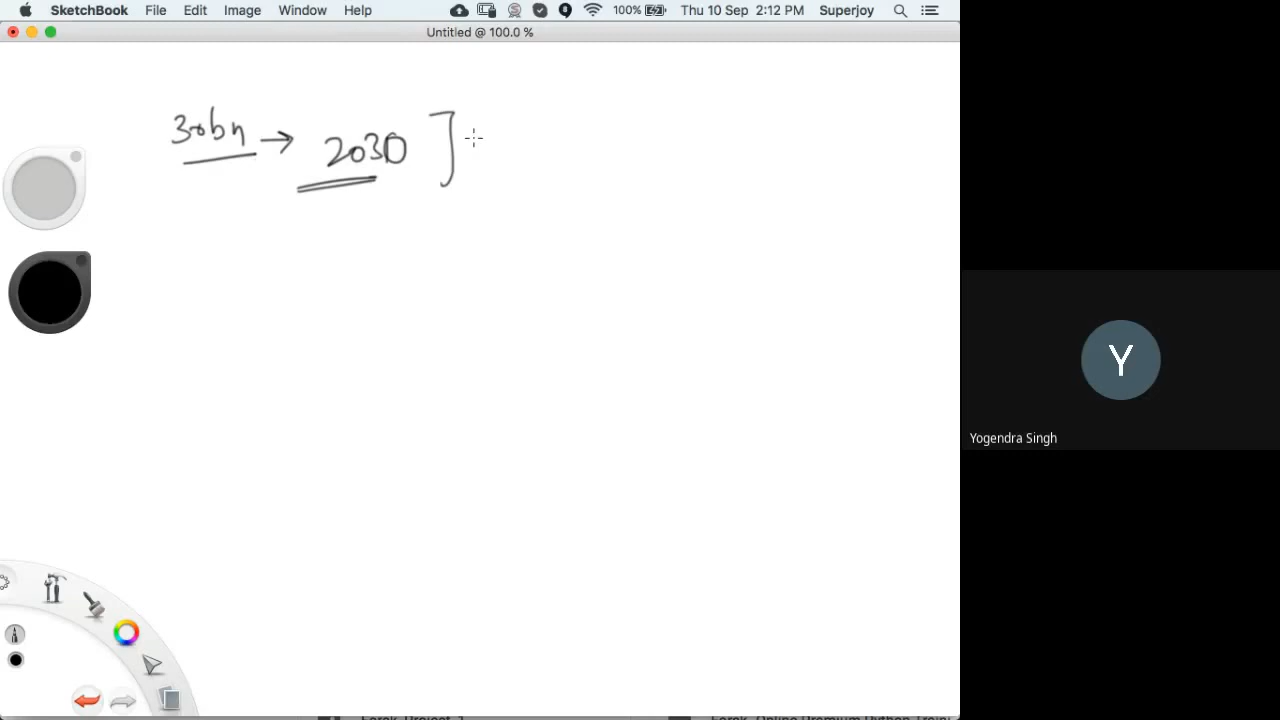 SketchBook File Edit Image Window Help 100% Thu 10 Sep 2:12 PM Superjoy
Untitled @ 100.0 %
30bn → 2030 ]
Y
Yogendra Singh